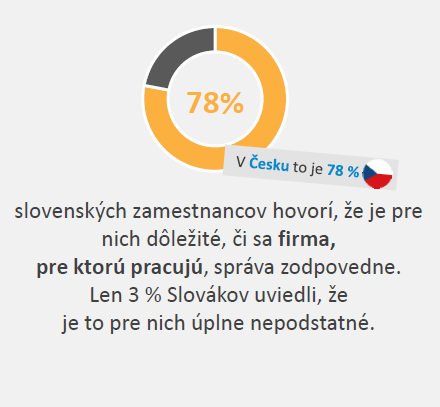 78%
V Česku to je 78 %
slovenských zamestnancov hovorí, že je pre
nich dôležité, či sa firma,
pre ktorú pracujú, správa zodpovedne.
Len 3 % Slovákov uviedli, že
je to pre nich úplne nepodstatné.